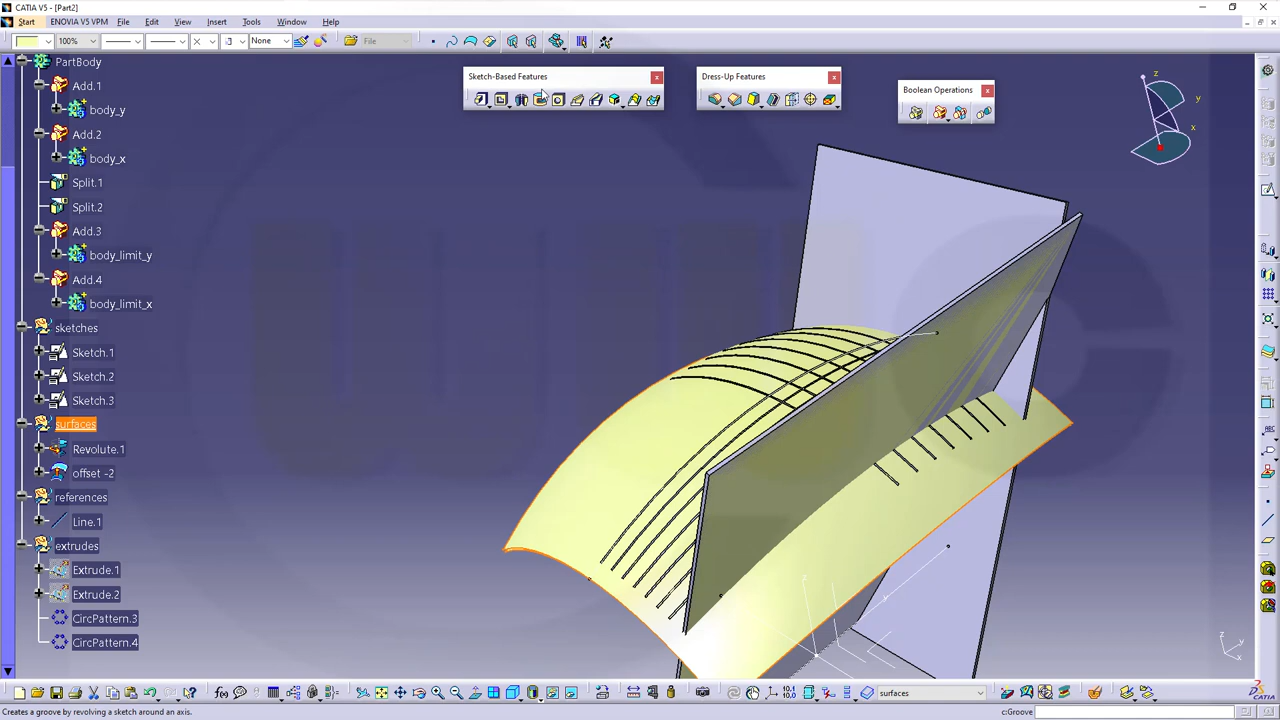 CATIA V5 - [Part2]
Start ENOVIA V5 VPM File Edit View Insert Tools Window Help
100% 3 None File
Sketch-Based Features
Dress-Up Features
Boolean Operations
PartBody
Add.1
body_y
Add.2
body_x
Split.1
Split.2
Add.3
body_limit_y
Add.4
body_limit_x
sketches
Sketch.1
Sketch.2
Sketch.3
surfaces
Revolute.1
offset -2
references
Line.1
extrudes
Extrude.1
Extrude.2
CircPattern.3
CircPattern.4
z
y
x
z
y
x
surfaces
CATIA
Creates a groove by revolving a sketch around an axis.
c:Groove